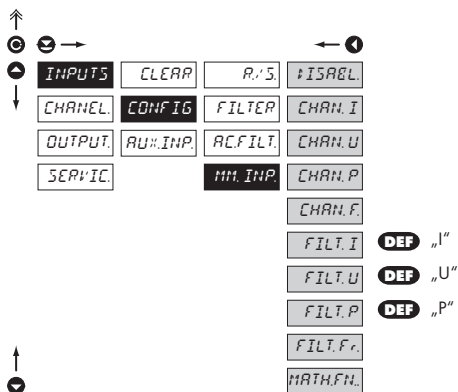 INPUTS CLEAR R./S. DISABL.
CHANEL. CONFIG FILTER CHAN. I
OUTPUT. AUX.INP. AC.FILT. CHAN. U
SERVIC. MM. INP. CHAN. P
CHAN. F.
FILT. I DEF „I“
FILT. U DEF „U“
FILT. P DEF „P“
FILT. Fr.
MATH.FN.